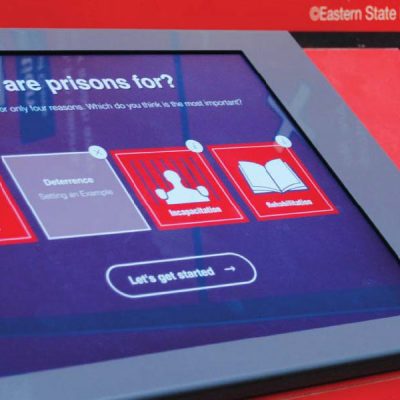 ©Eastern State
are prisons for?
or only four reasons. Which do you think is the most important?
Deterrence
Setting an Example
Incapacitation
Rehabilitation
Let's get started →